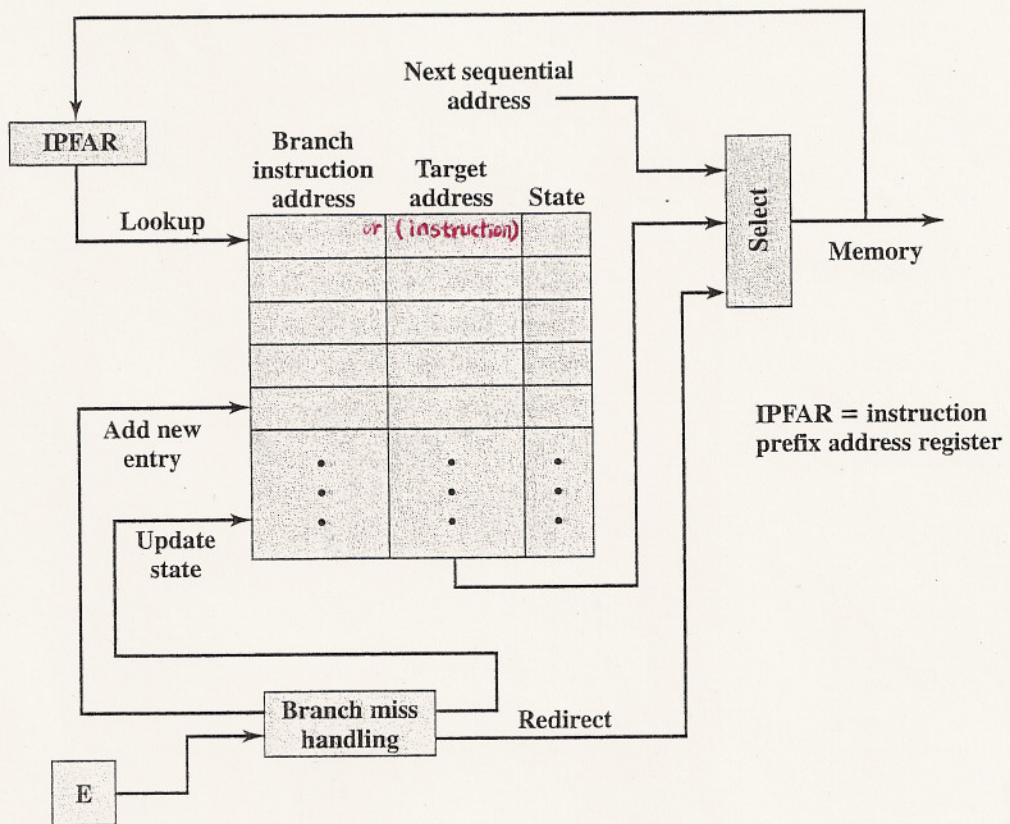 Next sequential
address
IPFAR
Branch
instruction
address
Target
address
State
Lookup
or (instruction)
Select
Memory
Add new
entry
IPFAR = instruction
prefix address register
Update
state
Branch miss
handling
Redirect
E